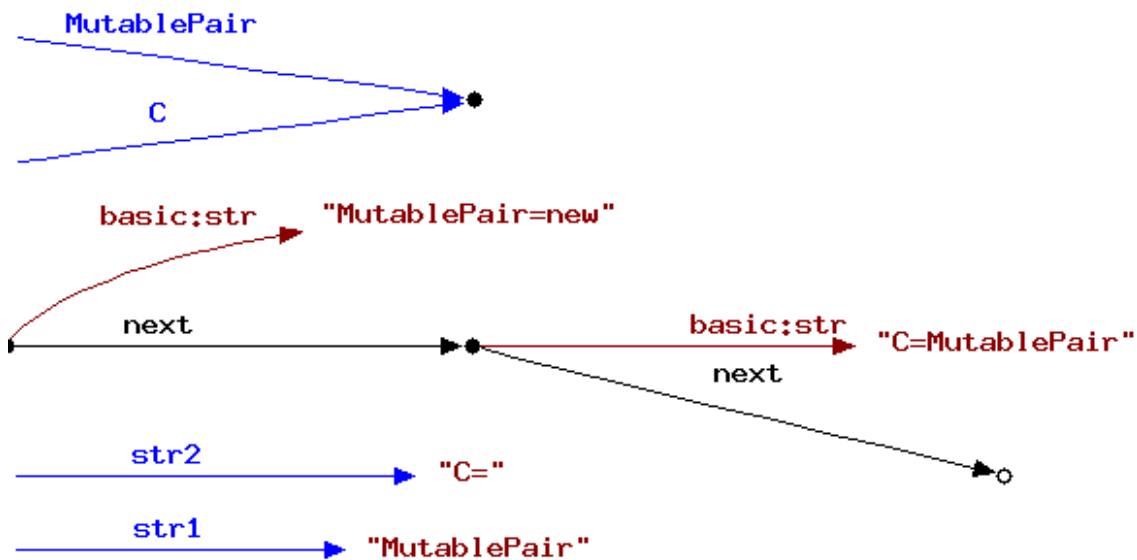 MutablePair
C
basic:str "MutablePair=new"
next
basic:str "C=MutablePair"
next
str2 "C="
str1 "MutablePair"